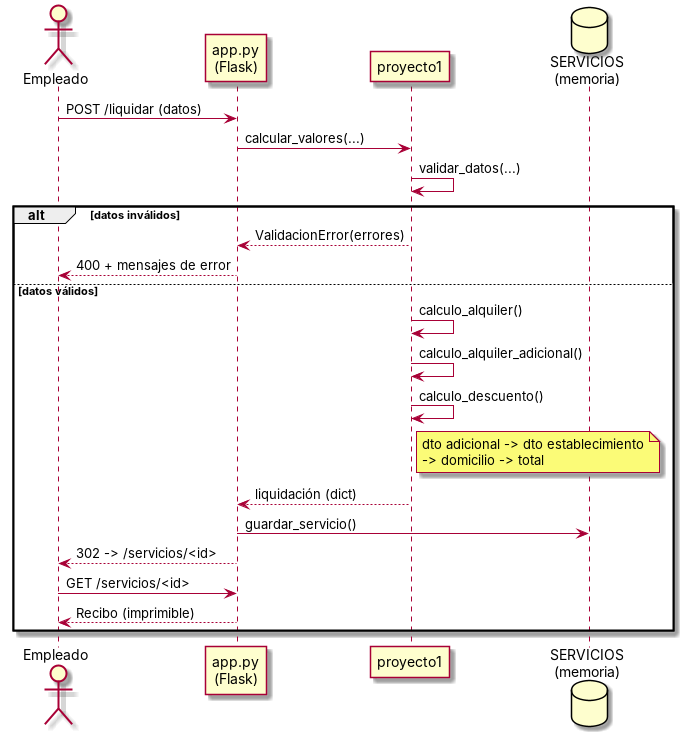 Empleado
app.py
(Flask)
proyecto1
SERVICIOS
(memoria)
POST /liquidar (datos)
calcular_valores(...)
validar_datos(...)
alt [datos inválidos]
ValidacionError(errores)
400 + mensajes de error
[datos válidos]
calculo_alquiler()
calculo_alquiler_adicional()
calculo_descuento()
dto adicional -> dto establecimiento
-> domicilio -> total
liquidación (dict)
guardar_servicio()
302 -> /servicios/<id>
GET /servicios/<id>
Recibo (imprimible)
Empleado
app.py
(Flask)
proyecto1
SERVICIOS
(memoria)